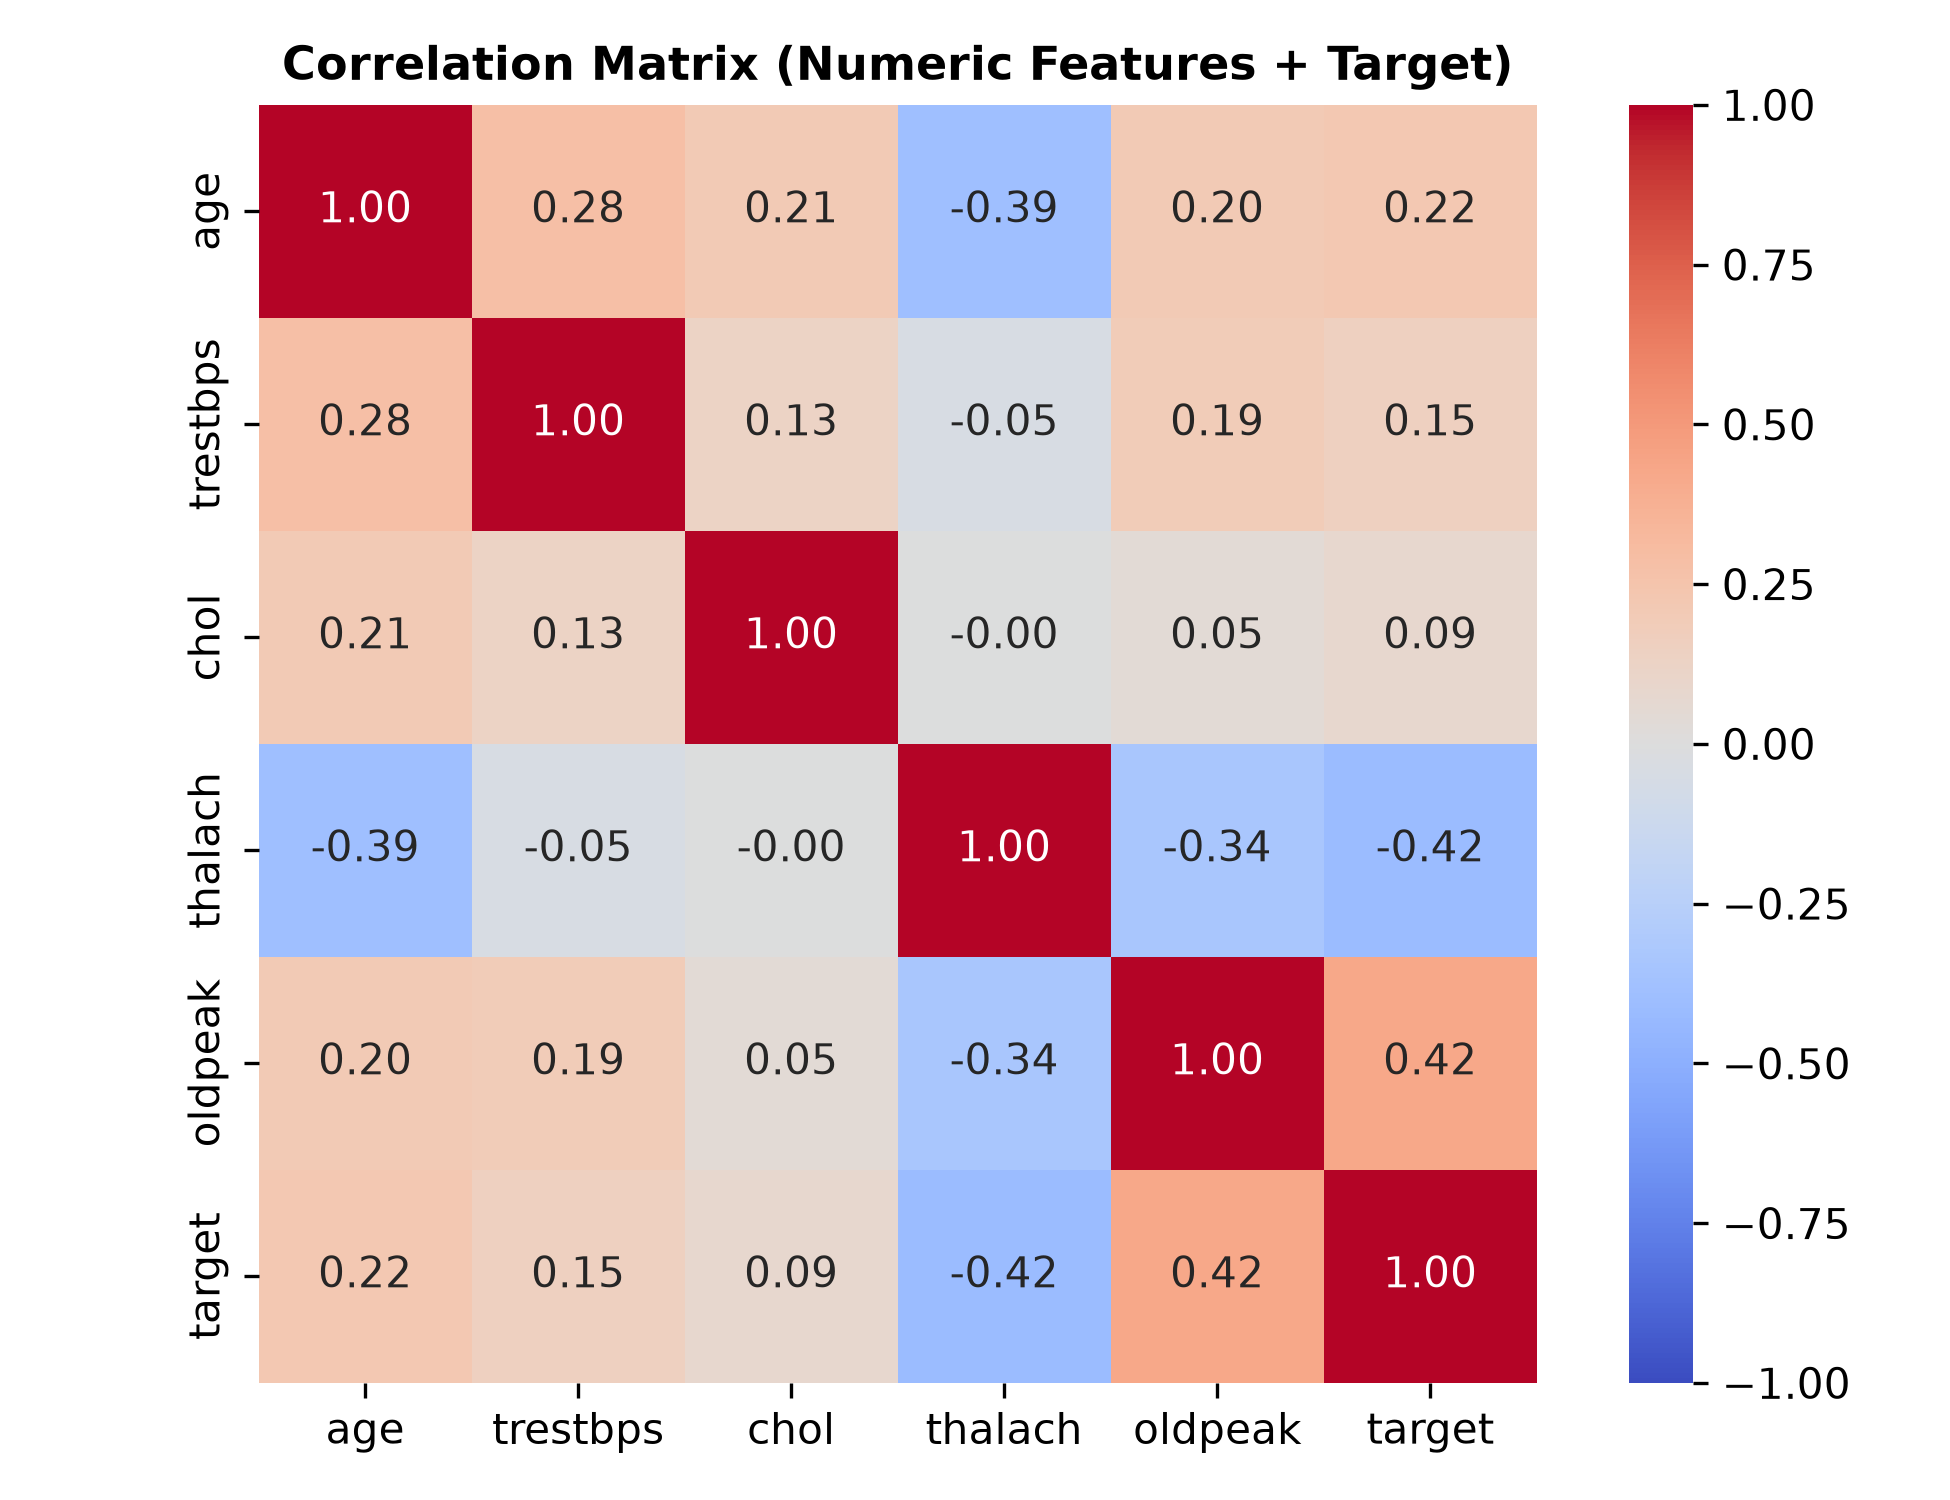 Correlation Matrix (Numeric Features + Target)
age 1.00 0.28 0.21 -0.39 0.20 0.22
trestbps 0.28 1.00 0.13 -0.05 0.19 0.15
chol 0.21 0.13 1.00 -0.00 0.05 0.09
thalach -0.39 -0.05 -0.00 1.00 -0.34 -0.42
oldpeak 0.20 0.19 0.05 -0.34 1.00 0.42
target 0.22 0.15 0.09 -0.42 0.42 1.00
age trestbps chol thalach oldpeak target
1.00
0.75
0.50
0.25
0.00
−0.25
−0.50
−0.75
−1.00